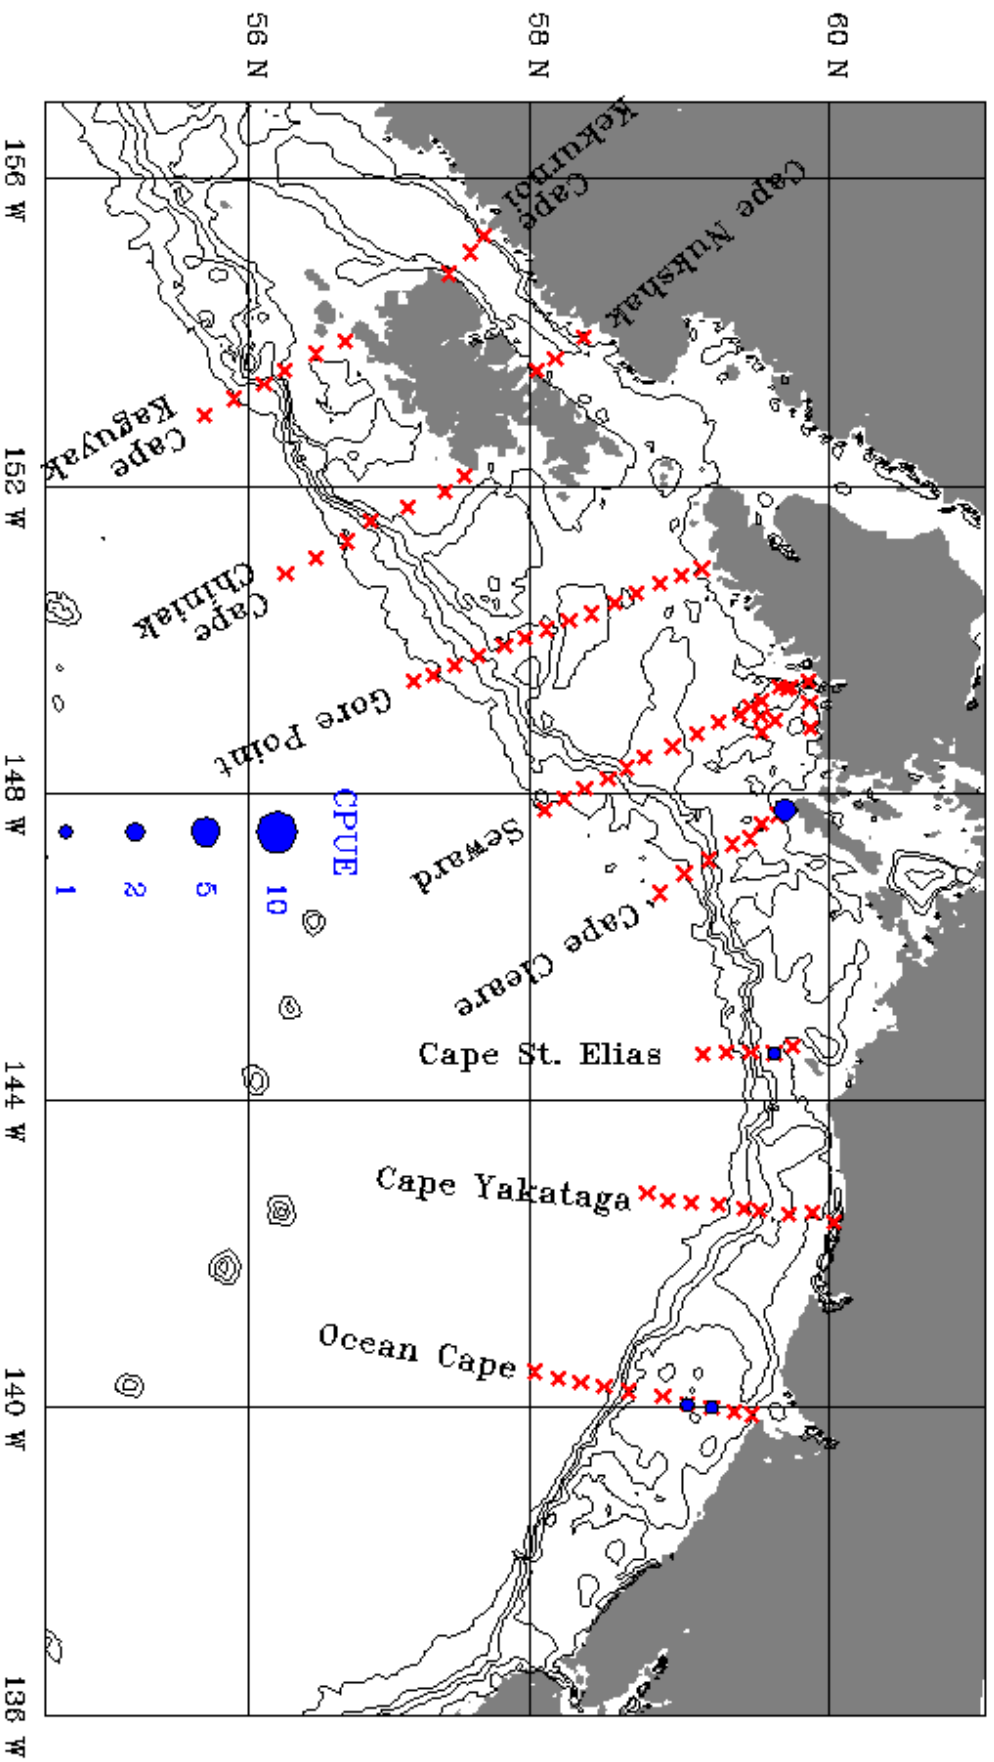 60 N
58 N
56 N
156 W
152 W
148 W
144 W
140 W
136 W
Cape
Kekurnoi
Cape Nukshak
Cape
Kaguyak
Cape
Chiniak
Gore Point
Seward
Cape Cleare
Cape St. Elias
Cape Yakataga
Ocean Cape
CPUE
10
5
2
1